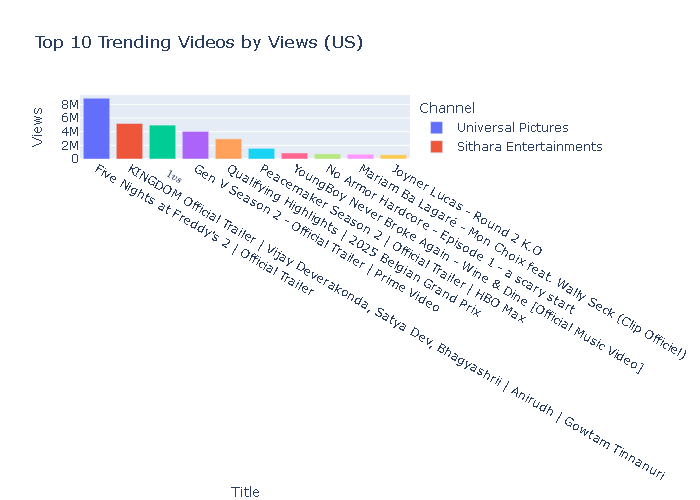 Top 10 Trending Videos by Views (US)
Views
8M
6M
4M
2M
0
Channel
Universal Pictures
Sithara Entertainments
Five Nights at Freddy's 2 | Official Trailer
KINGDOM Official Trailer | Vijay Deverakonda, Satya Dev, Bhagyashrii | Anirudh | Gowtam Tinnanuri
Gen V Season 2 - Official Trailer | Prime Video
Qualifying Highlights | 2025 Belgian Grand Prix
Peacemaker Season 2 | Official Trailer | HBO Max
YoungBoy Never Broke Again - Wine & Dine [Official Music Video]
No Armor Hardcore - Episode 1 - a scary start
Mariam Ba Lagaré - Mon Choix feat. Wally Seck (Clip Officiel)
Joyner Lucas - Round 2 K.O
Title